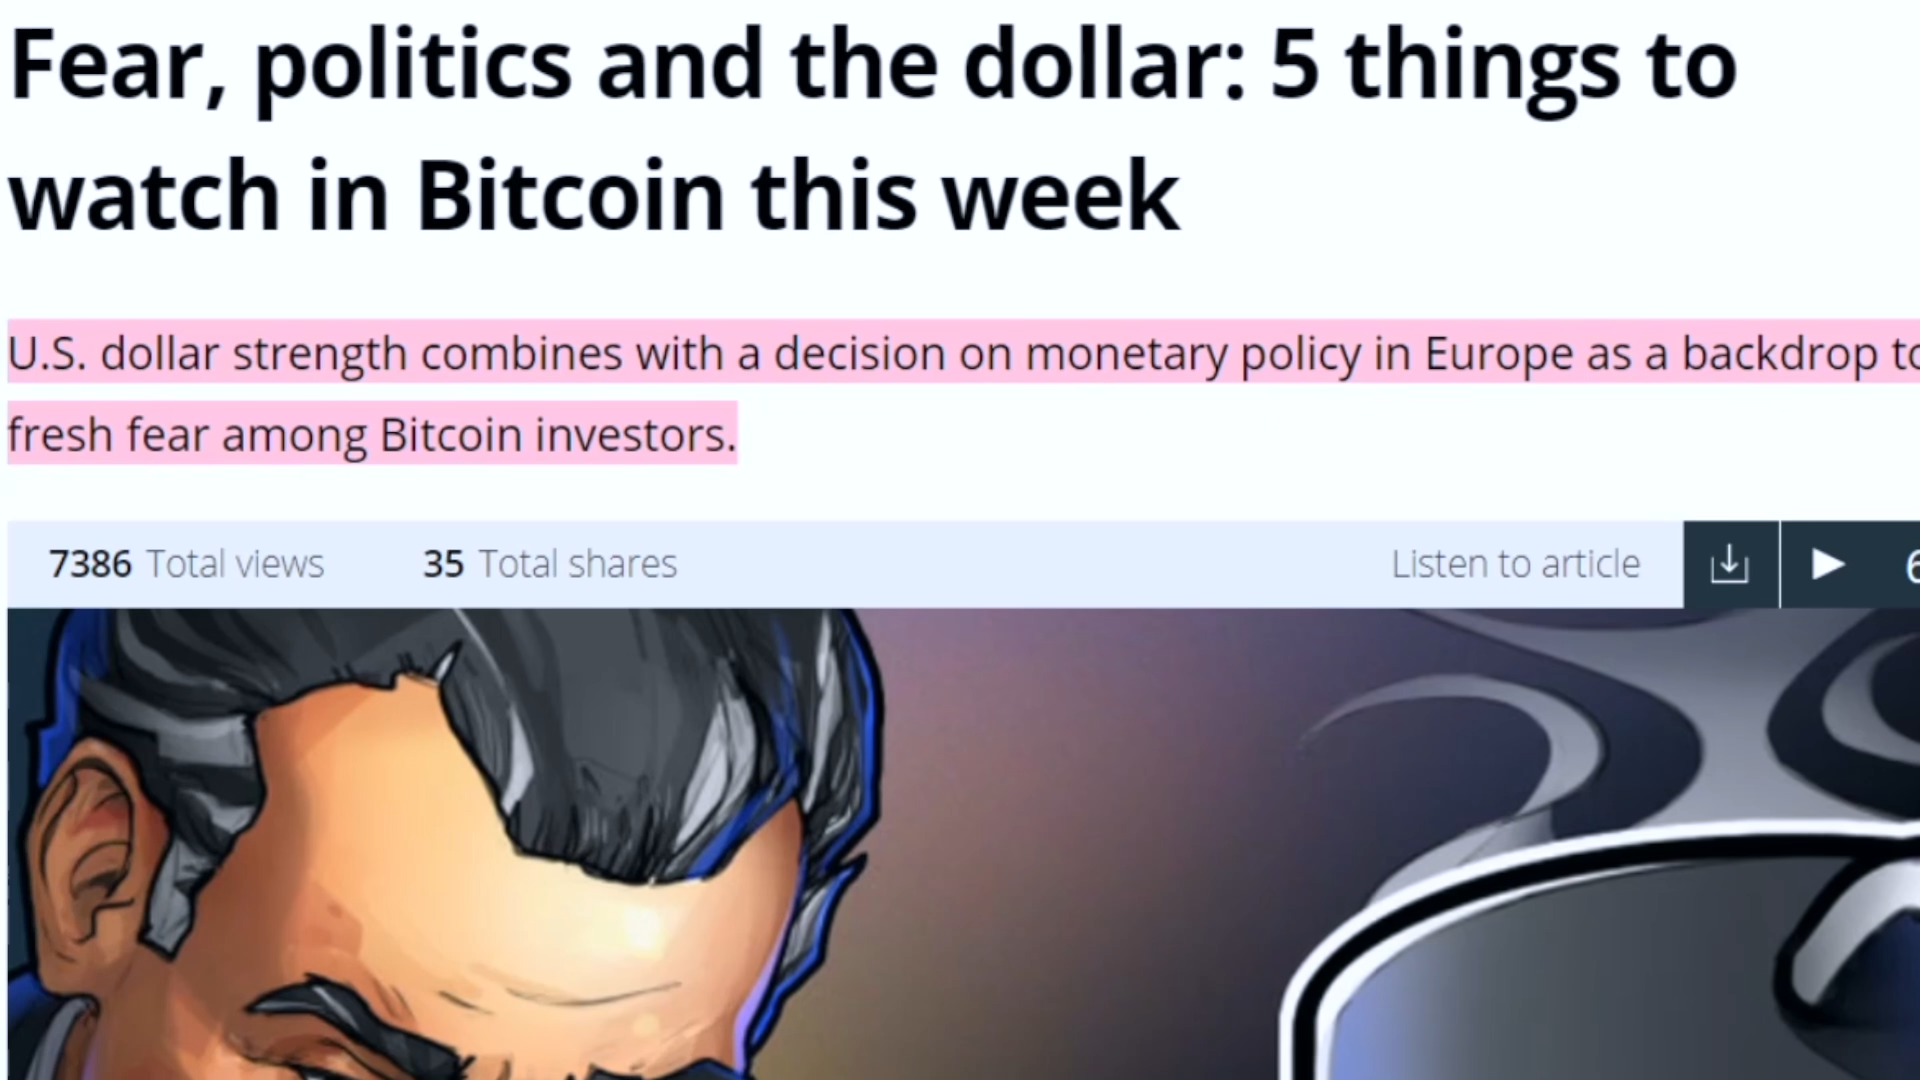 Fear, politics and the dollar: 5 things to
watch in Bitcoin this week
U.S. dollar strength combines with a decision on monetary policy in Europe as a backdrop to
fresh fear among Bitcoin investors.
7386 Total views 35 Total shares Listen to article 6